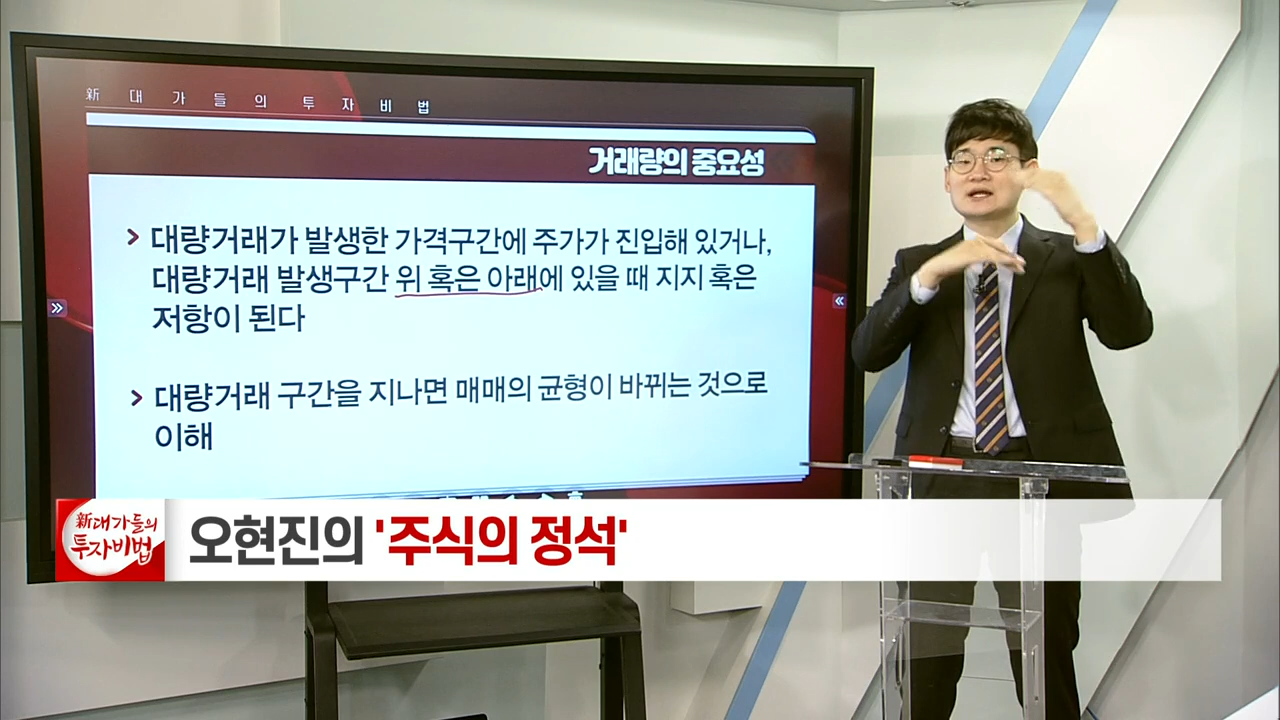 新 대 가 들 의 투 자 비 법
거래량의 중요성
대량거래가 발생한 가격구간에 주가가 진입해 있거나,
대량거래 발생구간 위 혹은 아래에 있을 때 지지 혹은
저항이 된다
대량거래 구간을 지나면 매매의 균형이 바뀌는 것으로
이해
新대가들의
투자비법
오현진의 '주식의 정석'